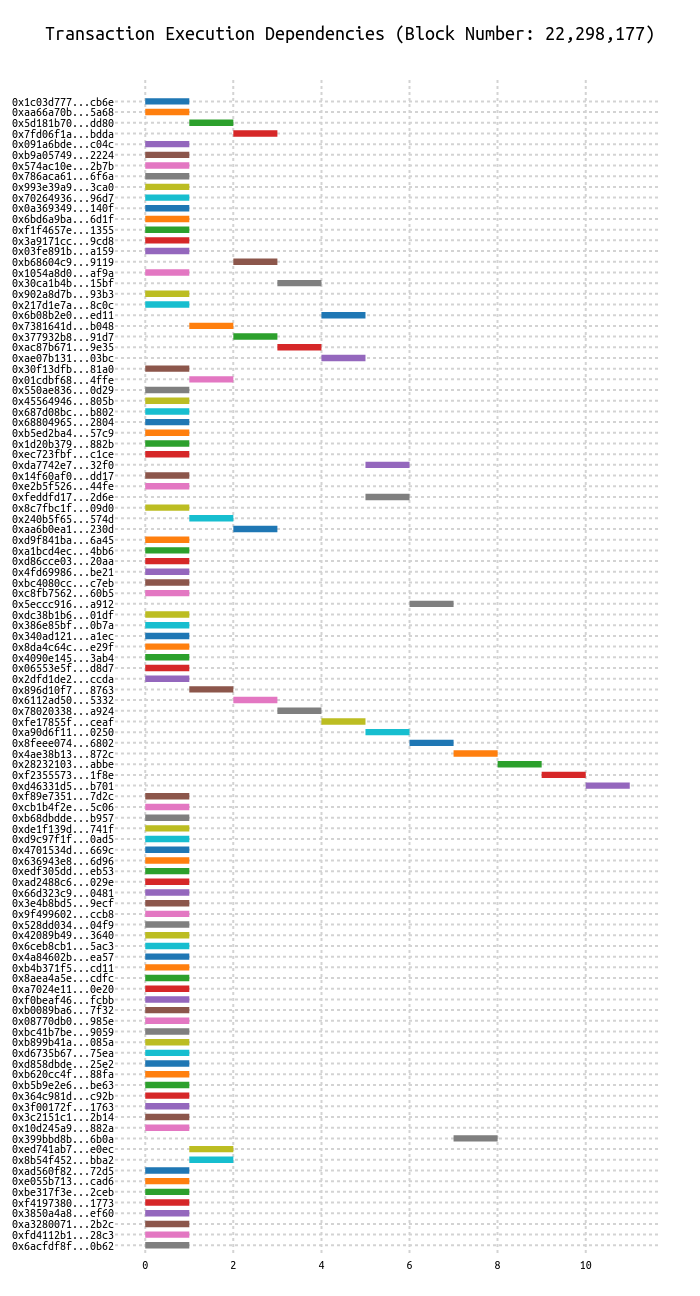 Transaction Execution Dependencies (Block Number: 22,298,177)
0x1c03d777...cb6e
0xaa66a70b...5a68
0x5d181b70...dd80
0x7fd06f1a...bdda
0x091a6bde...c04c
0xb9a05749...2224
0x574ac10e...2b7b
0x786aca61...6f6a
0x993e39a9...3ca0
0x70264936...96d7
0x0a369349...140f
0x6bd6a9ba...6d1f
0xf1f4657e...1355
0x3a9171cc...9cd8
0x03fe891b...a159
0xb68604c9...9119
0x1054a8d0...af9a
0x30ca1b4b...15bf
0x902a8d7b...93b3
0x217d1e7a...8c0c
0x6b08b2e0...ed11
0x7381641d...b048
0x377932b8...91d7
0xac87b671...9e35
0xae07b131...03bc
0x30f13dfb...81a0
0x01cdbf68...4ffe
0x550ae836...0d29
0x45564946...805b
0x687d08bc...b802
0x68804965...2804
0xb5ed2ba4...57c9
0x1d20b379...882b
0xec723fbf...c1ce
0xda7742e7...32f0
0x14f60af0...dd17
0xe2b5f526...44fe
0xfeddfd17...2d6e
0x8c7fbc1f...09d0
0x240b5f65...574d
0xaa6b0ea1...230d
0xd9f841ba...6a45
0xa1bcd4ec...4bb6
0xd86cce03...20aa
0x4fd69986...be21
0xbc4080cc...c7eb
0xc8fb7562...60b5
0x5eccc916...a912
0xdc38b1b6...01df
0x386e85bf...0b7a
0x340ad121...a1ec
0x8da4c64c...e29f
0x4090e145...3ab4
0x06553e5f...d8d7
0x2dfd1de2...ccda
0x896d10f7...8763
0x6112ad50...5332
0x78020338...a924
0xfe17855f...ceaf
0xa90d6f11...0250
0x8feee074...6802
0x4ae38b13...872c
0x28232103...abbe
0xf2355573...1f8e
0xd46331d5...b701
0xf89e7351...7d2c
0xcb1b4f2e...5c06
0xb68dbdde...b957
0xde1f139d...741f
0xd9c97f1f...0ad5
0x4701534d...669c
0x636943e8...6d96
0xedf305dd...eb53
0xad2488c6...029e
0x66d323c9...0481
0x3e4b8bd5...9ecf
0x9f499602...ccb8
0x528dd034...04f9
0x42089b49...3640
0x6ceb8cb1...5ac3
0x4a84602b...ea57
0xb4b371f5...cd11
0x8aea4a5e...cdfc
0xa7024e11...0e20
0xf0beaf46...fcbb
0xb0089ba6...7f32
0x08770db0...985e
0xbc41b7be...9059
0xb899b41a...085a
0xd6735b67...75ea
0xd858dbde...25e2
0xb620cc4f...88fa
0xb5b9e2e6...be63
0x364c981d...c92b
0x3f00172f...1763
0x3c2151c1...2b14
0x10d245a9...882a
0x399bbd8b...6b0a
0xed741ab7...e0ec
0x8b54f452...bba2
0xad560f82...72d5
0xe055b713...cad6
0xbe317f3e...2ceb
0xf4197380...1773
0x3850a4a8...ef60
0xa3280071...2b2c
0xfd4112b1...28c3
0x6acfdf8f...0b62
0 2 4 6 8 10